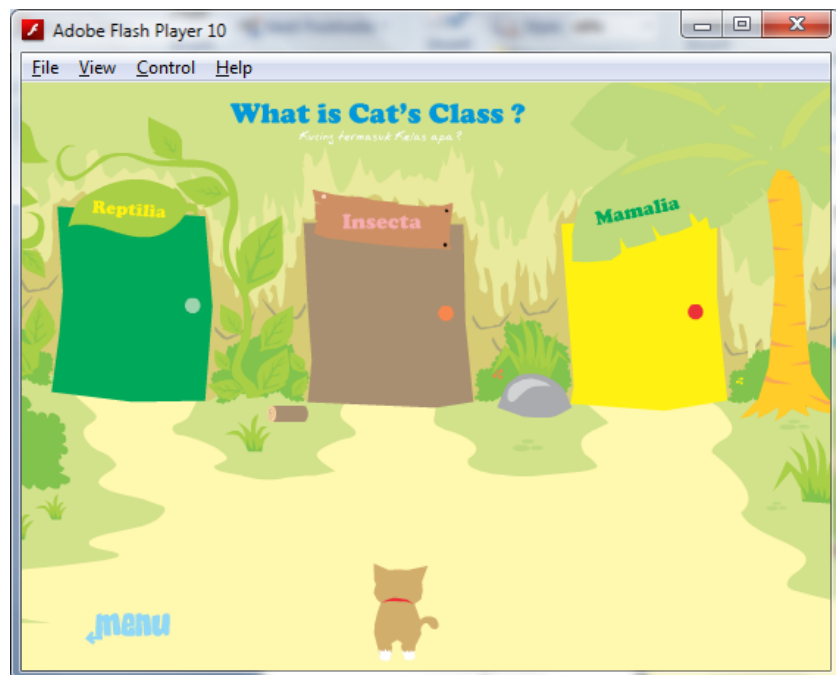 Adobe Flash Player 10
File View Control Help
What is Cat's Class ?
Kucing termasuk Kelas apa ?
Reptilia
Insecta
Mamalia
menu